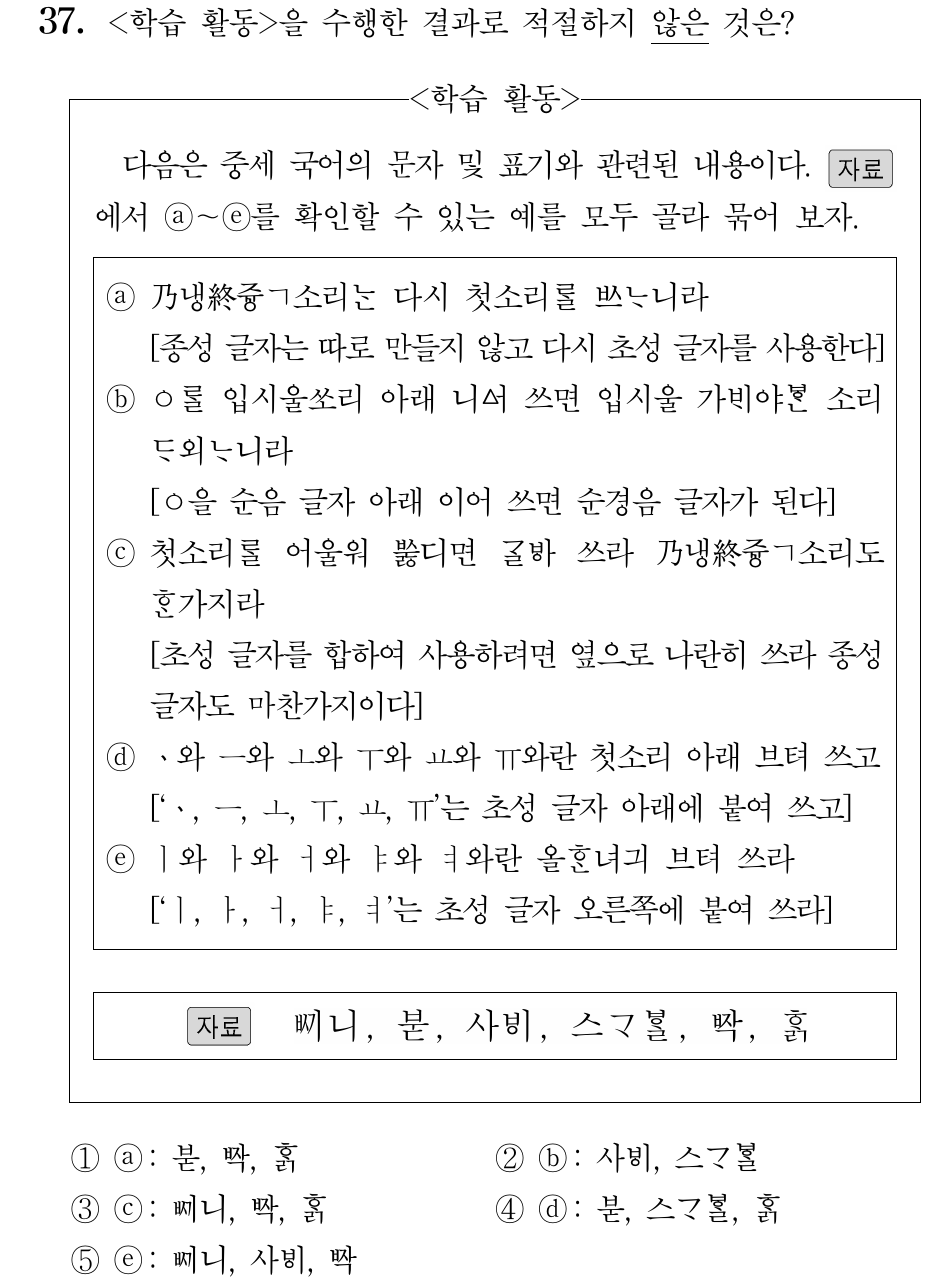 37. <학습 활동>을 수행한 결과로 적절하지 않은 것은?
<학습 활동>
다음은 중세 국어의 문자 및 표기와 관련된 내용이다. 자료
에서 ⓐ~ⓔ를 확인할 수 있는 예를 모두 골라 묶어 보자.
ⓐ 乃냉終쥬ᇰㄱ소리ᄂᆞᆫ 다시 첫소리ᄅᆞᆯ ᄡᅳᄂᆞ니라
[종성 글자는 따로 만들지 않고 다시 초성 글자를 사용한다]
ⓑ ㅇᄅᆞᆯ 입시울쏘리 아래 니ᅀᅥ 쓰면 입시울 가ᄇᆡ야ᄫᆞᆫ 소리
ᄃᆞ외ᄂᆞ니라
[ㅇ을 순음 글자 아래 이어 쓰면 순경음 글자가 된다]
ⓒ 첫소리ᄅᆞᆯ 어울워 ᄡᅮᇙ디면 ᄀᆞᆯᄫᅡ 쓰라 乃냉終쥬ᇰㄱ소리도
ᄒᆞᆫ가지라
[초성 글자를 합하여 사용하려면 옆으로 나란히 쓰라 종성
글자도 마찬가지이다]
ⓓ ㆍ와 ㅡ와 ㅗ와 ㅜ와 ㅛ와 ㅠ와란 첫소리 아래 브텨 쓰고
[‘ㆍ, ㅡ, ㅗ, ㅜ, ㅛ, ㅠ’는 초성 글자 아래에 붙여 쓰고]
ⓔ ㅣ와 ㅏ와 ㅓ와 ㅑ와 ㅕ와란 올ᄒᆞᆫ녀긔 브텨 쓰라
[‘ㅣ, ㅏ, ㅓ, ㅑ, ㅕ’는 초성 글자 오른쪽에 붙여 쓰라]
자료 ᄢᅵ니, 붇, 사ᄫᅵ, 스ᄀᆞᄫᆞᆯ, ᄧᅡᆨ, ᄒᆞᆰ
① ⓐ: 붇, ᄧᅡᆨ, ᄒᆞᆰ ② ⓑ: 사ᄫᅵ, 스ᄀᆞᄫᆞᆯ
③ ⓒ: ᄢᅵ니, ᄧᅡᆨ, ᄒᆞᆰ ④ ⓓ: 붇, 스ᄀᆞᄫᆞᆯ, ᄒᆞᆰ
⑤ ⓔ: ᄢᅵ니, 사ᄫᅵ, ᄧᅡᆨ